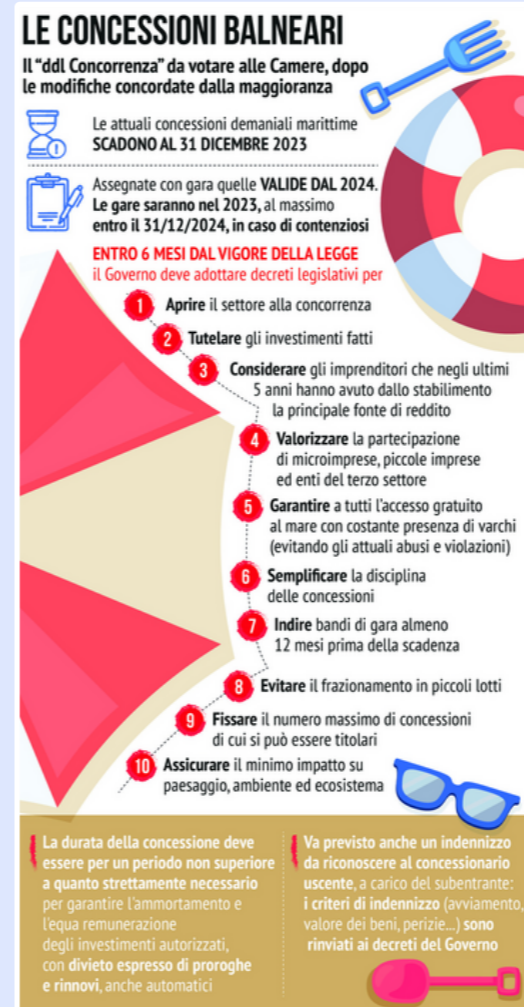 LE CONCESSIONI BALNEARI
Il “ddl Concorrenza” da votare alle Camere, dopo
le modifiche concordate dalla maggioranza
Le attuali concessioni demaniali marittime
SCADONO AL 31 DICEMBRE 2023
Assegnate con gara quelle VALIDE DAL 2024.
Le gare saranno nel 2023, al massimo
entro il 31/12/2024, in caso di contenziosi
ENTRO 6 MESI DAL VIGORE DELLA LEGGE
il Governo deve adottare decreti legislativi per
1 Aprire il settore alla concorrenza
2 Tutelare gli investimenti fatti
3 Considerare gli imprenditori che negli ultimi
5 anni hanno avuto dallo stabilimento
la principale fonte di reddito
4 Valorizzare la partecipazione
di microimprese, piccole imprese
ed enti del terzo settore
5 Garantire a tutti l'accesso gratuito
al mare con costante presenza di varchi
(evitando gli attuali abusi e violazioni)
6 Semplificare la disciplina
delle concessioni
7 Indire bandi di gara almeno
12 mesi prima della scadenza
8 Evitare il frazionamento in piccoli lotti
9 Fissare il numero massimo di concessioni
di cui si può essere titolari
10 Assicurare il minimo impatto su
paesaggio, ambiente ed ecosistema
La durata della concessione deve
essere per un periodo non superiore
a quanto strettamente necessario
per garantire l'ammortamento e
l'equa remunerazione
degli investimenti autorizzati,
con divieto espresso di proroghe
e rinnovi, anche automatici
Va previsto anche un indennizzo
da riconoscere al concessionario
uscente, a carico del subentrante:
i criteri di indennizzo (avviamento,
valore dei beni, perizie...) sono
rinviati ai decreti del Governo